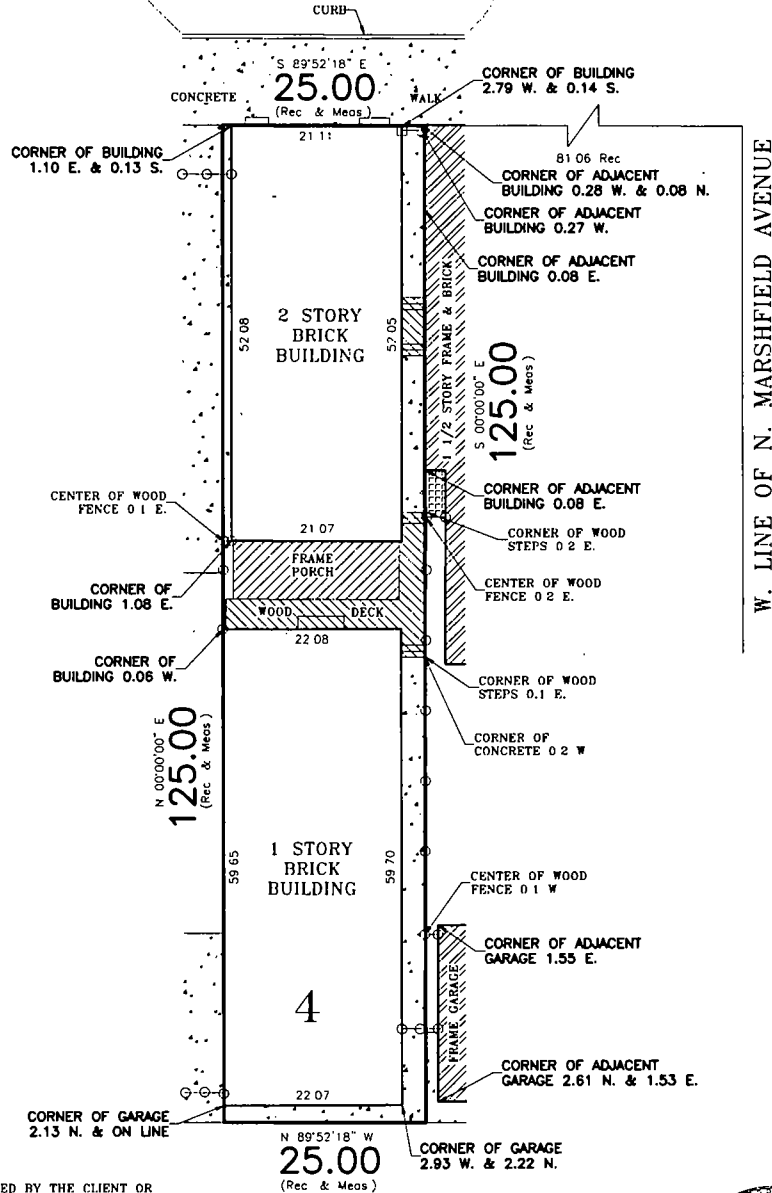 CURB
S 89°52'18" E
25.00
(Rec & Meas)
CONCRETE
WALK
CORNER OF BUILDING
2.79 W. & 0.14 S.
CORNER OF BUILDING
1.10 E. & 0.13 S.
21 11
81 06 Rec
CORNER OF ADJACENT
BUILDING 0.28 W. & 0.08 N.
CORNER OF ADJACENT
BUILDING 0.27 W.
CORNER OF ADJACENT
BUILDING 0.08 E.
W. LINE OF N. MARSHFIELD AVENUE
2 STORY
BRICK
BUILDING
52 08
52 05
1 1/2 STORY FRAME & BRICK
S 00°00'00" E
125.00
(Rec & Meas)
CORNER OF ADJACENT
BUILDING 0.08 E.
CENTER OF WOOD
FENCE 0 1 E.
CORNER OF WOOD
STEPS 0 2 E.
21 07
FRAME
PORCH
CENTER OF WOOD
FENCE 0 2 E.
CORNER OF
BUILDING 1.08 E.
WOOD DECK
22 08
CORNER OF
BUILDING 0.06 W.
CORNER OF WOOD
STEPS 0.1 E.
CORNER OF
CONCRETE 0 2 W
N 00°00'00" E
125.00
(Rec & Meas)
1 STORY
BRICK
BUILDING
59 65
59 70
CENTER OF WOOD
FENCE 0 1 W
CORNER OF ADJACENT
GARAGE 1.55 E.
4
FRAME GARAGE
CORNER OF ADJACENT
GARAGE 2.61 N. & 1.53 E.
22 07
CORNER OF GARAGE
2.13 N. & ON LINE
N 89°52'18" W
25.00
(Rec & Meas)
CORNER OF GARAGE
2.93 W. & 2.22 N.
ED BY THE CLIENT OR